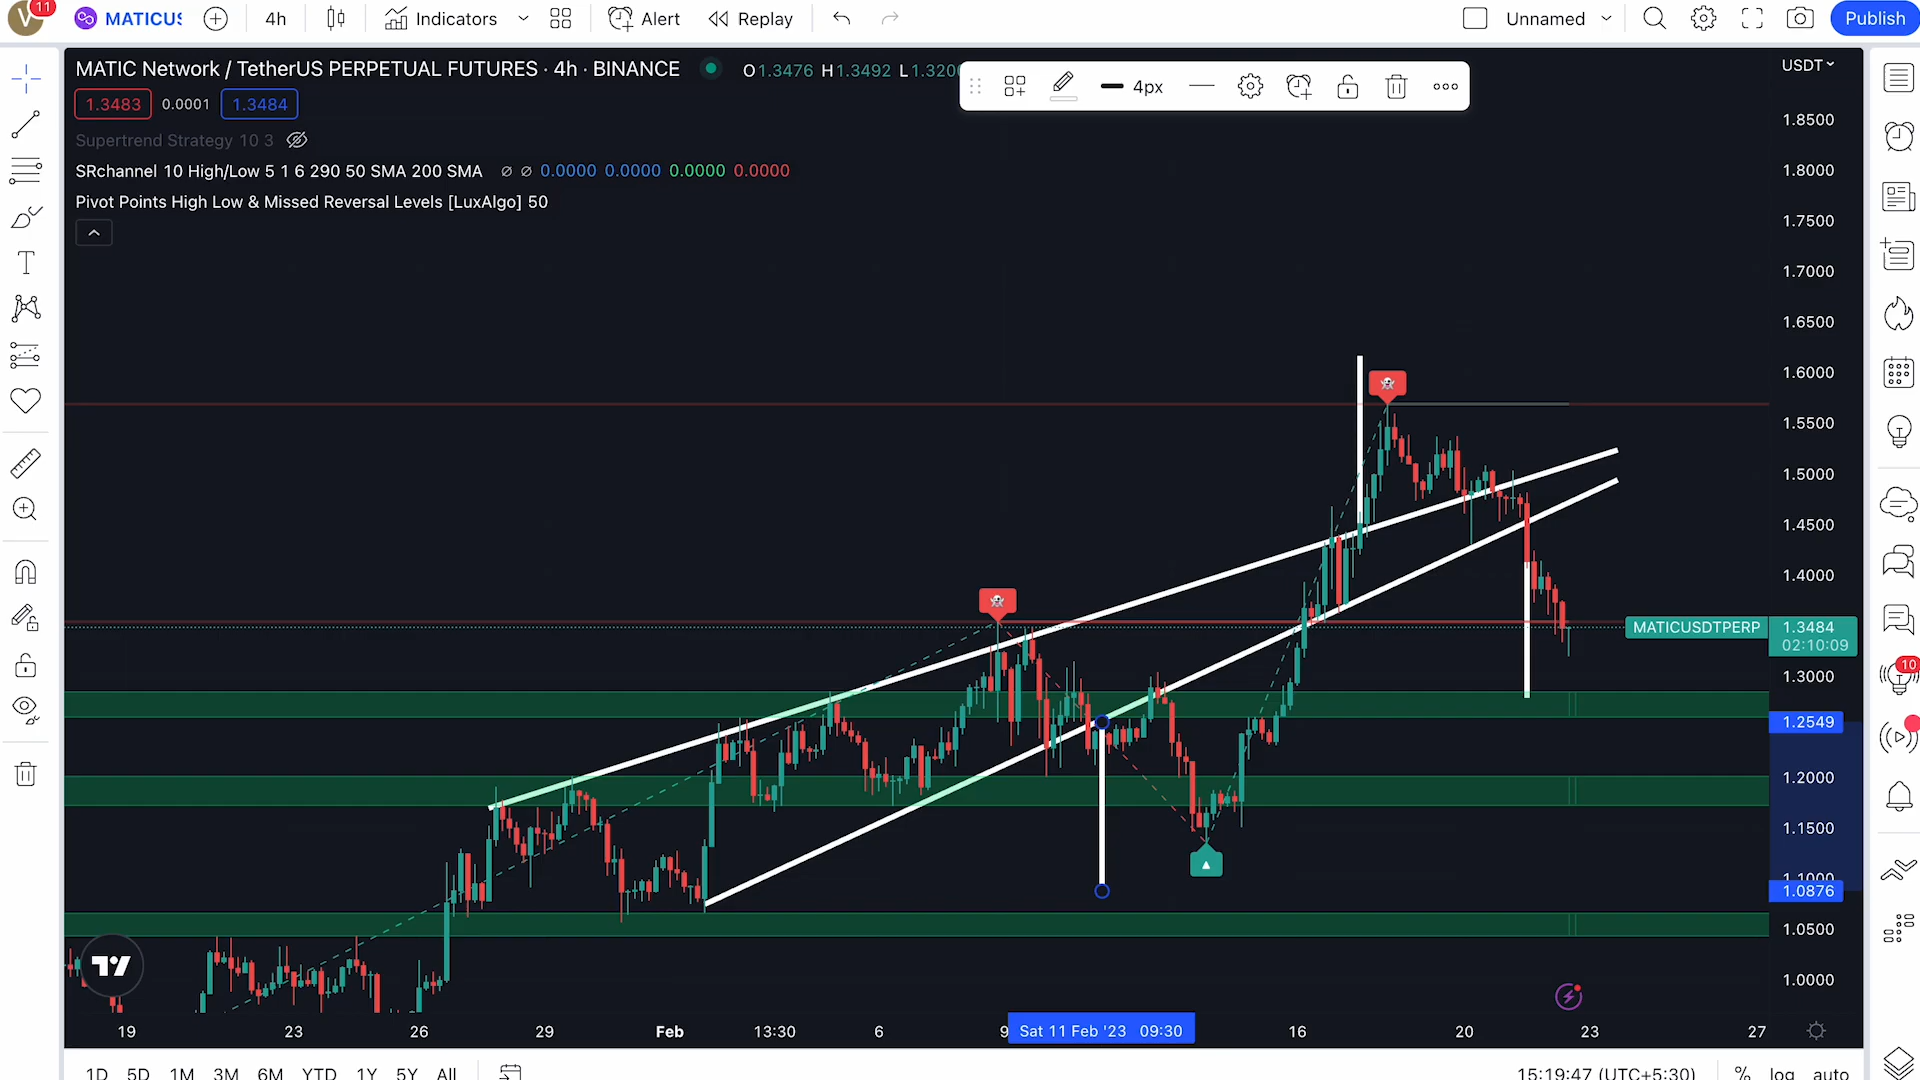 V 11 MATICUS 4h Indicators Alert Replay Unnamed Publish
MATIC Network / TetherUS PERPETUAL FUTURES · 4h · BINANCE O1.3476 H1.3492 L1.320
4px
USDT
1.3483 0.0001 1.3484
Supertrend Strategy 10 3
SRchannel 10 High/Low 5 1 6 290 50 SMA 200 SMA ∅ ∅ 0.0000 0.0000 0.0000 0.0000
Pivot Points High Low & Missed Reversal Levels [LuxAlgo] 50
1.8500
1.8000
1.7500
1.7000
1.6500
1.6000
1.5500
1.5000
1.4500
1.4000
MATICUSDTPERP 1.3484
02:10:09
1.3000
10
1.2549
1.2000
1.1500
1.1000
1.0876
1.0500
1.0000
19 23 26 29 Feb 13:30 6 9 Sat 11 Feb '23 09:30 16 20 23 27
1D 5D 1M 3M 6M YTD 1Y 5Y All 15:19:47 (UTC+5:30) % log auto